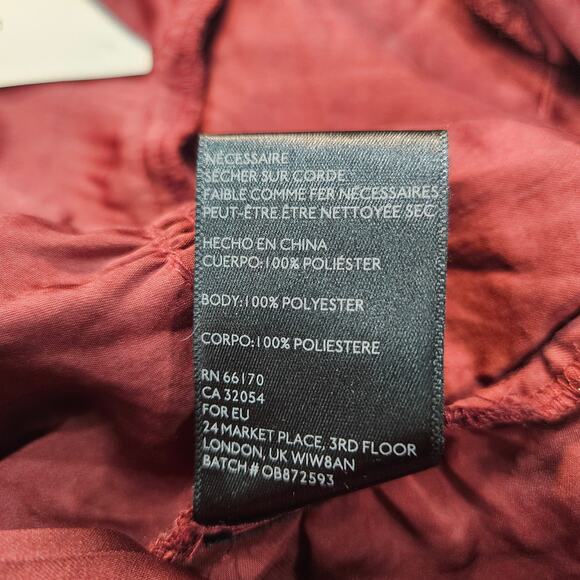 NÉCESSAIRE
SÉCHER SUR CORDE
FAIBLE COMME FER NÉCESSAIRES
PEUT-ÊTRE ÊTRE NETTOYÉE SEC
HECHO EN CHINA
CUERPO:100% POLIÉSTER
BODY:100% POLYESTER
CORPO:100% POLIESTERE
RN 66170
CA 32054
FOR EU
24 MARKET PLACE, 3RD FLOOR
LONDON, UK W1W8AN
BATCH # OB872593